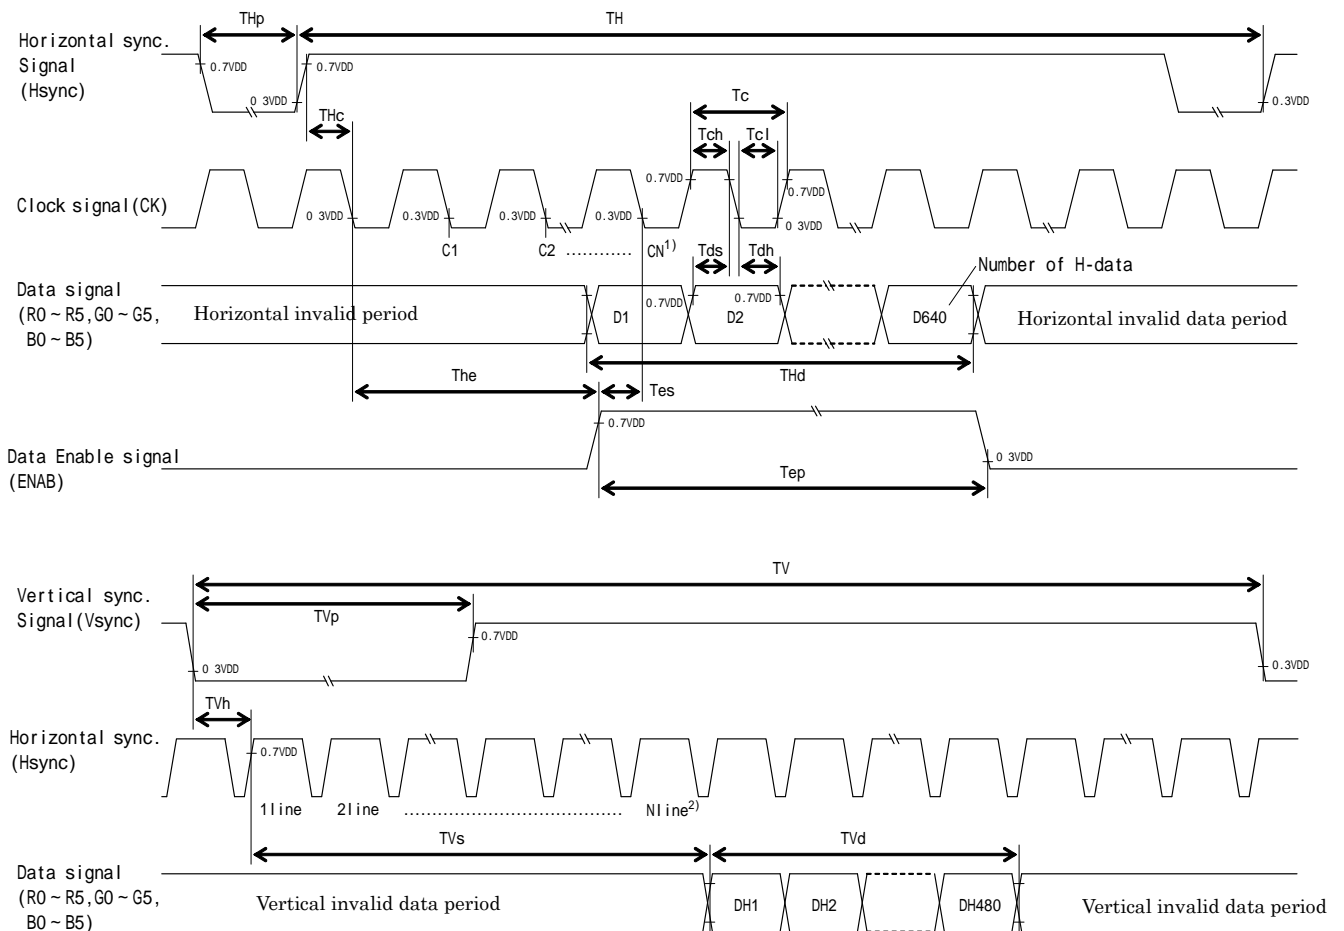 THp
TH
Horizontal sync.
Signal
(Hsync)
0.7VDD
0.7VDD
0 3VDD
0.3VDD
THc
Tc
Tch
Tcl
Clock signal(CK)
0.7VDD
0.7VDD
0 3VDD
0.3VDD
0.3VDD
0.3VDD
0 3VDD
C1
C2 ............ CN1)
Tds
Tdh
Number of H-data
Data signal
(R0~R5,G0~G5,
B0~B5)
Horizontal invalid period
0.7VDD
0.7VDD
D1
D2
D640
Horizontal invalid data period
The
Tes
THd
0.7VDD
Data Enable signal
(ENAB)
0 3VDD
Tep
TV
Vertical sync.
Signal(Vsync)
TVp
0.7VDD
0 3VDD
0.3VDD
TVh
Horizontal sync.
(Hsync)
0.7VDD
1line 2line ....................................... Nline2)
TVs
TVd
Data signal
(R0~R5,G0~G5,
B0~B5)
Vertical invalid data period
DH1
DH2
DH480
Vertical invalid data period